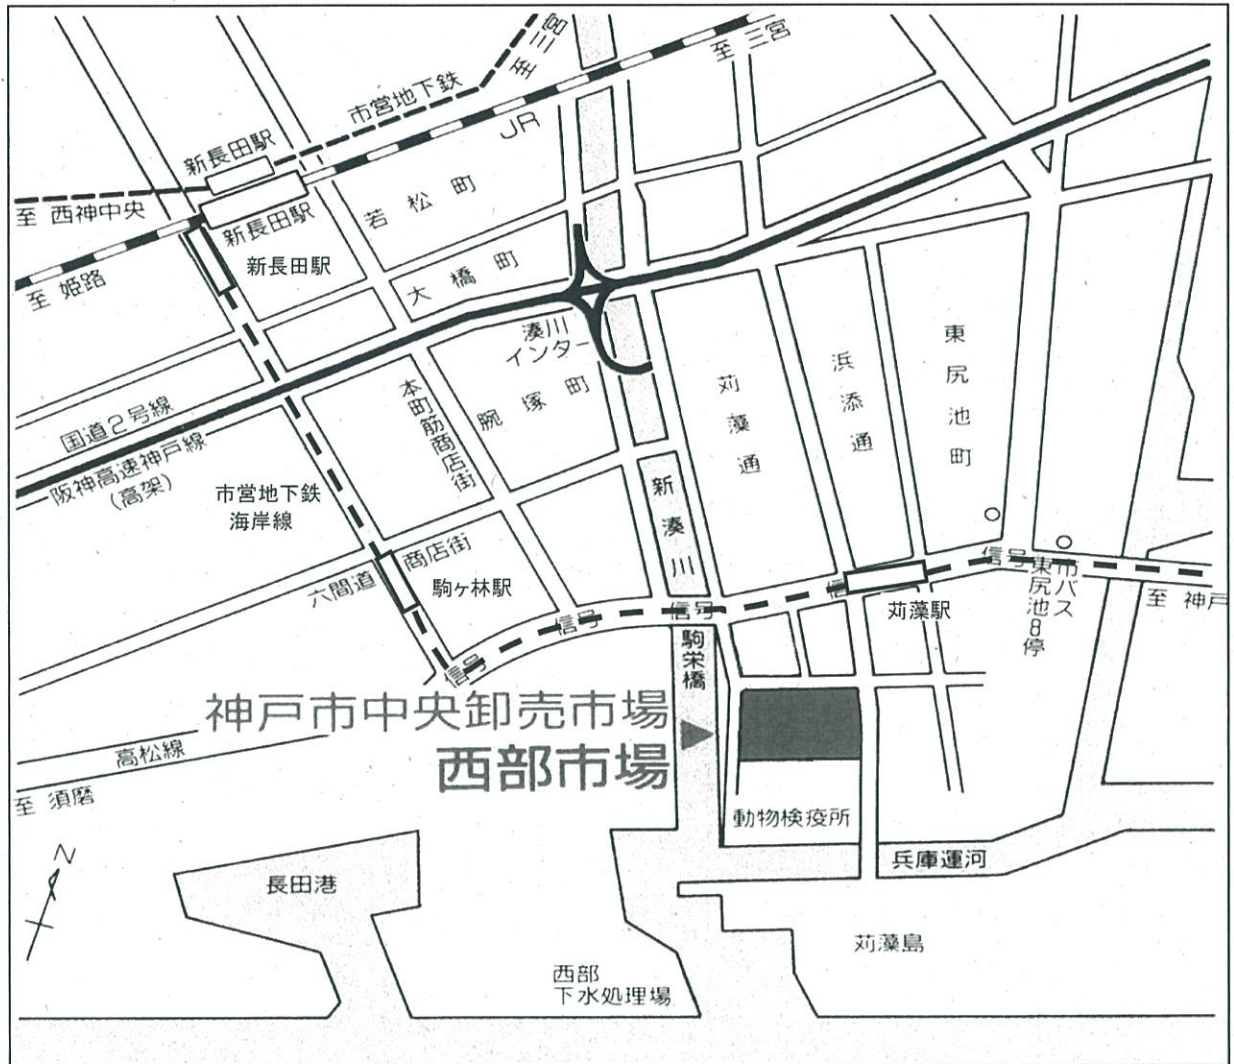 至 三宮
至 三宮
市営地下鉄
JR
新長田駅
至 西神中央
新長田駅
新長田駅
至 姫路
若松町
大橋町
湊川
インター
国道2号線
阪神高速神戸線
(高架)
本町筋商店街
腕塚町
苅藻通
浜添通
東尻池町
市営地下鉄
海岸線
新湊川
商店街
六間道
駒ヶ林駅
信号
信号
信号
信
信号
苅藻駅
市バス
東尻池8停
至 神戸
駒栄橋
神戸市中央卸売市場
西部市場
高松線
至 須磨
動物検疫所
兵庫運河
N
長田港
苅藻島
西部
下水処理場